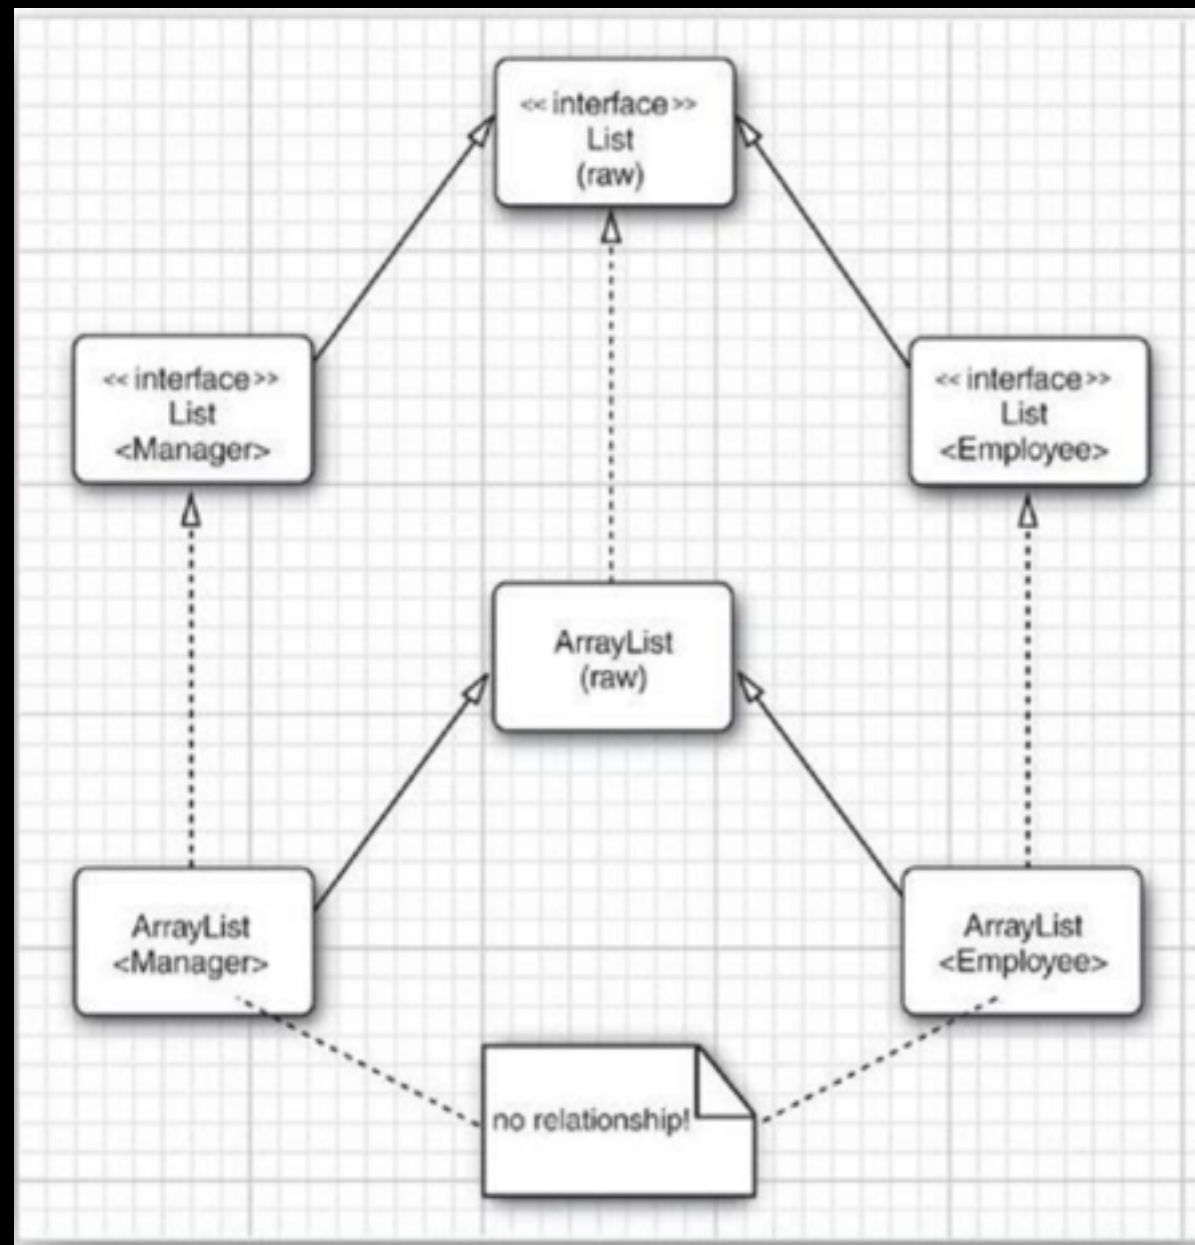 << interface >>
List
(raw)
<< interface >>
List
<Manager>
<< interface >>
List
<Employee>
ArrayList
(raw)
ArrayList
<Manager>
ArrayList
<Employee>
no relationship!